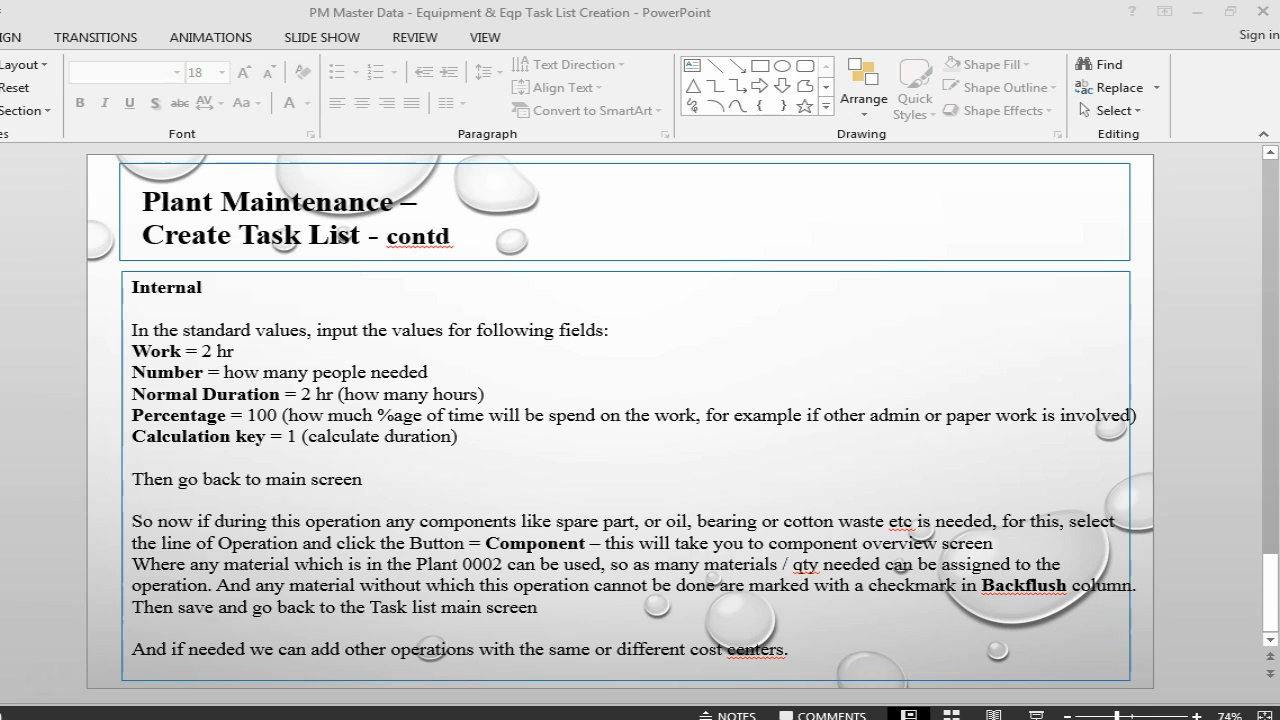 PM Master Data - Equipment & Eqp Task List Creation - PowerPoint
IGN TRANSITIONS ANIMATIONS SLIDE SHOW REVIEW VIEW Sign in
Layout
Reset
Section
18
B I U S abc AV Aa A
Text Direction
Align Text
Convert to SmartArt
Arrange
Quick Styles
Shape Fill
Shape Outline
Shape Effects
Find
Replace
Select
es Font Paragraph Drawing Editing
Plant Maintenance –
Create Task List - contd
Internal
In the standard values, input the values for following fields:
Work = 2 hr
Number = how many people needed
Normal Duration = 2 hr (how many hours)
Percentage = 100 (how much %age of time will be spend on the work, for example if other admin or paper work is involved)
Calculation key = 1 (calculate duration)
Then go back to main screen
So now if during this operation any components like spare part, or oil, bearing or cotton waste etc is needed, for this, select
the line of Operation and click the Button = Component – this will take you to component overview screen
Where any material which is in the Plant 0002 can be used, so as many materials / qty needed can be assigned to the
operation. And any material without which this operation cannot be done are marked with a checkmark in Backflush column.
Then save and go back to the Task list main screen
And if needed we can add other operations with the same or different cost centers.
NOTES COMMENTS 74%